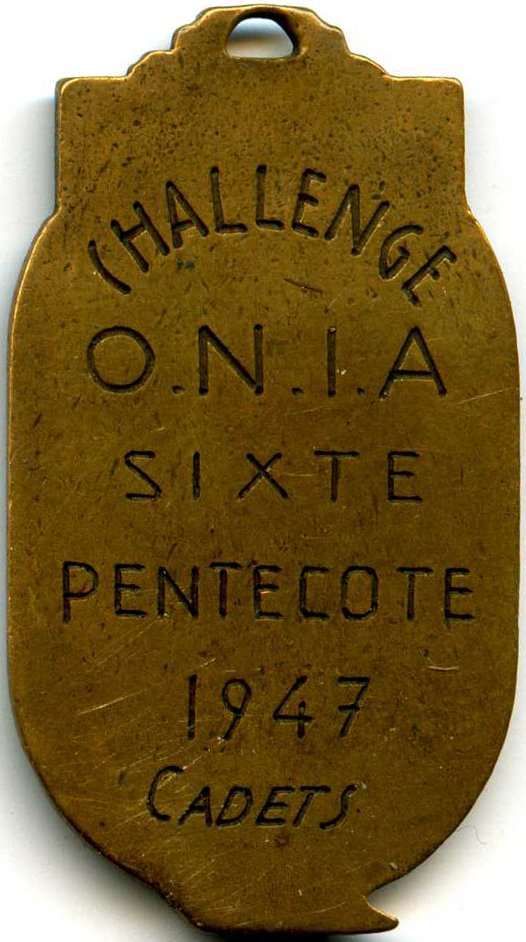 CHALLENGE
O.N.I.A
SIXTE
PENTECOTE
1947
CADETS